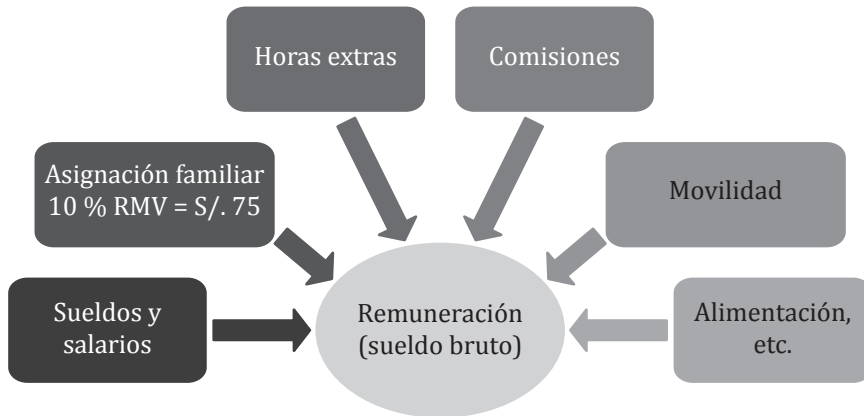 Horas extras
Comisiones
Asignación familiar
10 % RMV = S/. 75
Movilidad
Sueldos y
salarios
Remuneración
(sueldo bruto)
Alimentación,
etc.